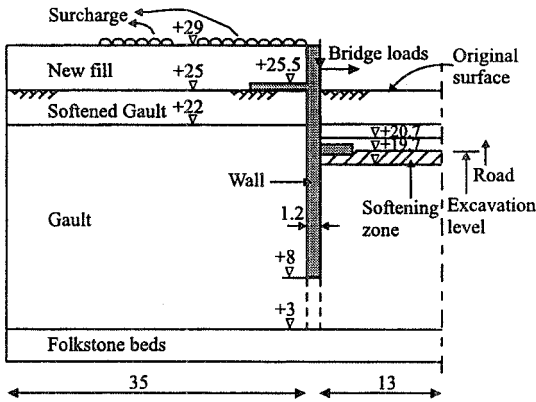 Surcharge
+29
Bridge loads
Original
surface
+25.5
New fill
+25
Softened Gault
+22
+20.7
+19.7
Wall
Road
1.2
Softening
zone
Excavation
level
Gault
+8
+3
Folkstone beds
35
13